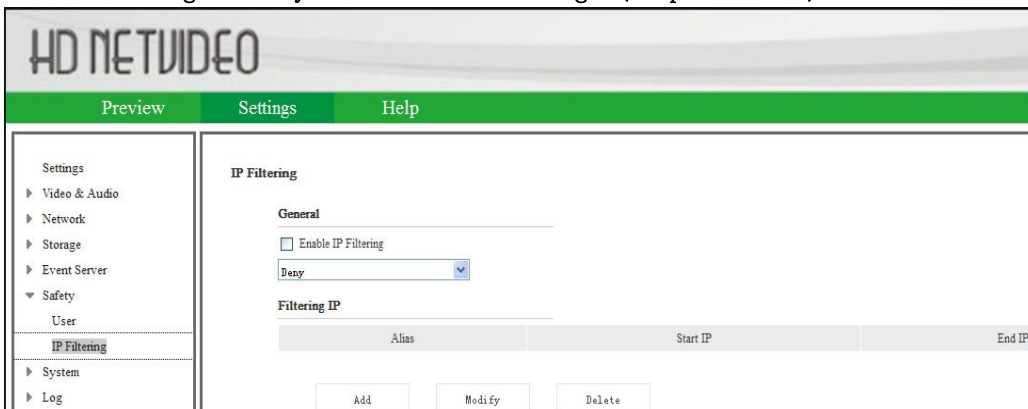 HD NETVIDEO
Preview Settings Help
Settings
Video & Audio
Network
Storage
Event Server
Safety
User
IP Filtering
System
Log
IP Filtering
General
Enable IP Filtering
Deny
Filtering IP
Alias Start IP End IP
Add Modify Delete